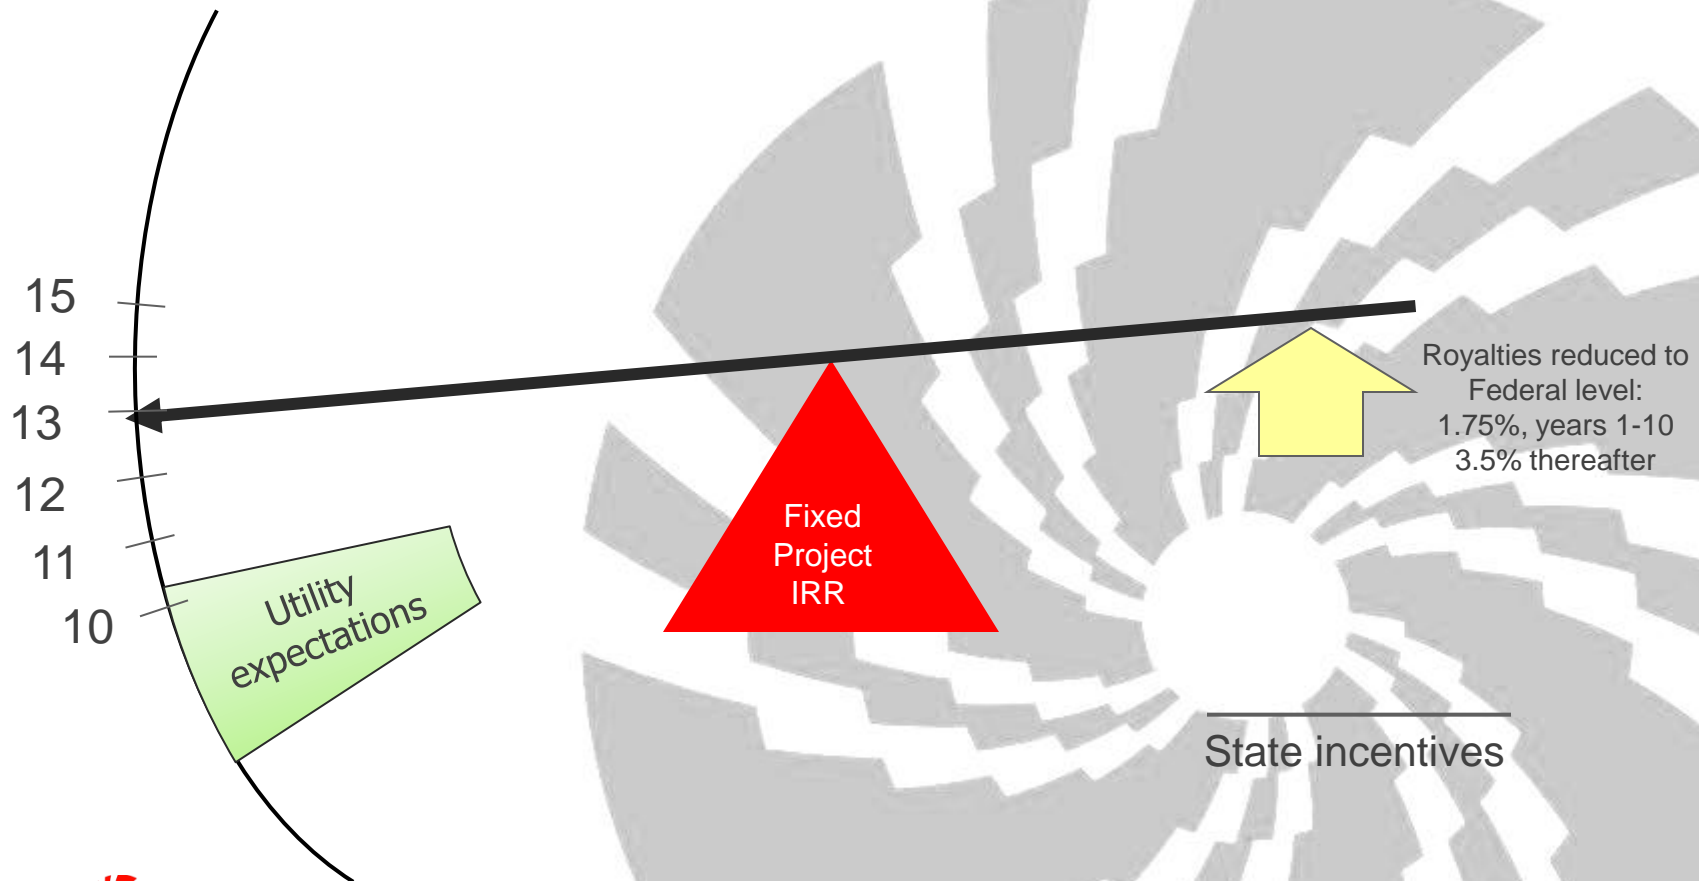 15
14
13
12
11
10
Utility
expectations
Fixed
Project
IRR
Royalties reduced to
Federal level:
1.75%, years 1-10
3.5% thereafter
State incentives